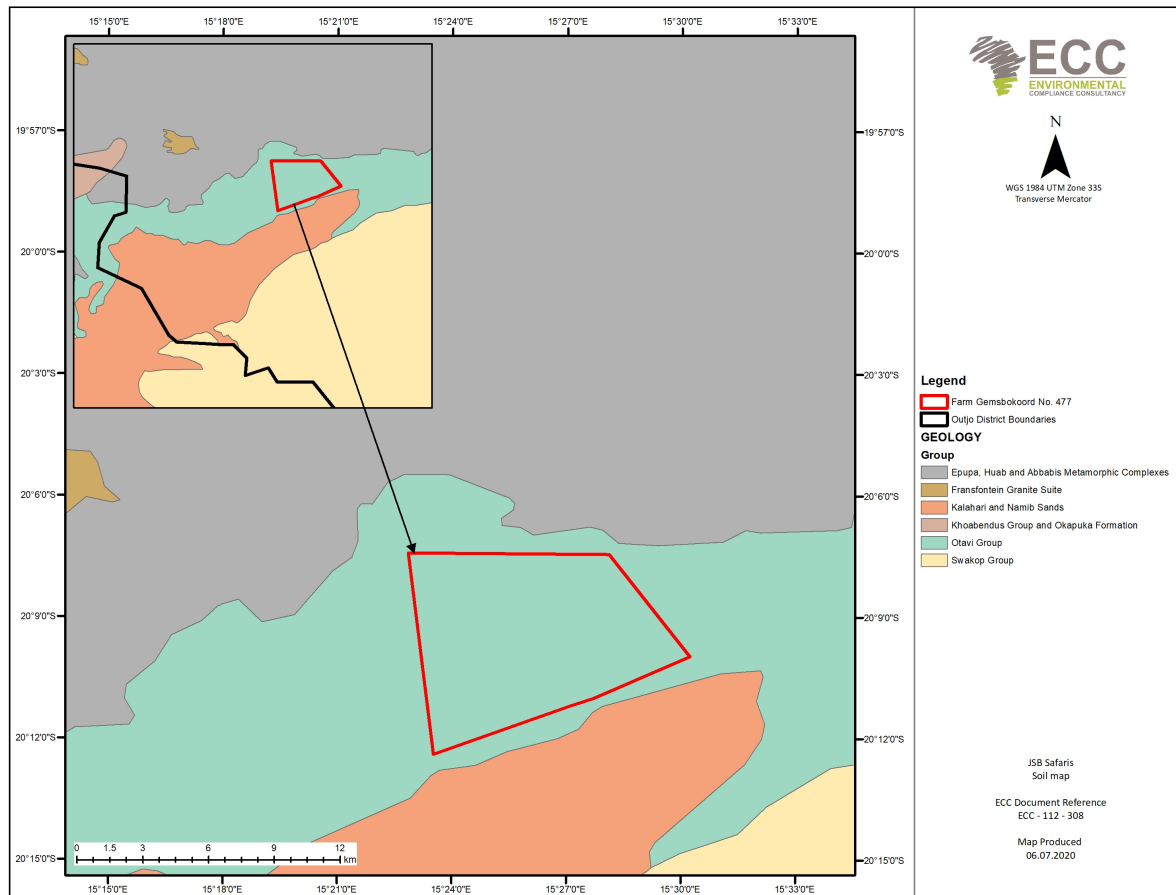 15°15'0"E 15°18'0"E 15°21'0"E 15°24'0"E 15°27'0"E 15°30'0"E 15°33'0"E
19°57'0"S 19°57'0"S
20°0'0"S 20°0'0"S
20°3'0"S 20°3'0"S
20°6'0"S 20°6'0"S
20°9'0"S 20°9'0"S
20°12'0"S 20°12'0"S
20°15'0"S 20°15'0"S
0 1.5 3 6 9 12
km
15°15'0"E 15°18'0"E 15°21'0"E 15°24'0"E 15°27'0"E 15°30'0"E 15°33'0"E
ECC
ENVIRONMENTAL
COMPLIANCE CONSULTANCY
N
WGS 1984 UTM Zone 33S
Transverse Mercator
Legend
Farm Gemsbokoord No. 477
Outjo District Boundaries
GEOLOGY
Group
Epupa, Huab and Abbabis Metamorphic Complexes
Fransfontein Granite Suite
Kalahari and Namib Sands
Khoabendus Group and Okapuka Formation
Otavi Group
Swakop Group
JSB Safaris
Soil map
ECC Document Reference
ECC - 112 - 308
Map Produced
06.07.2020